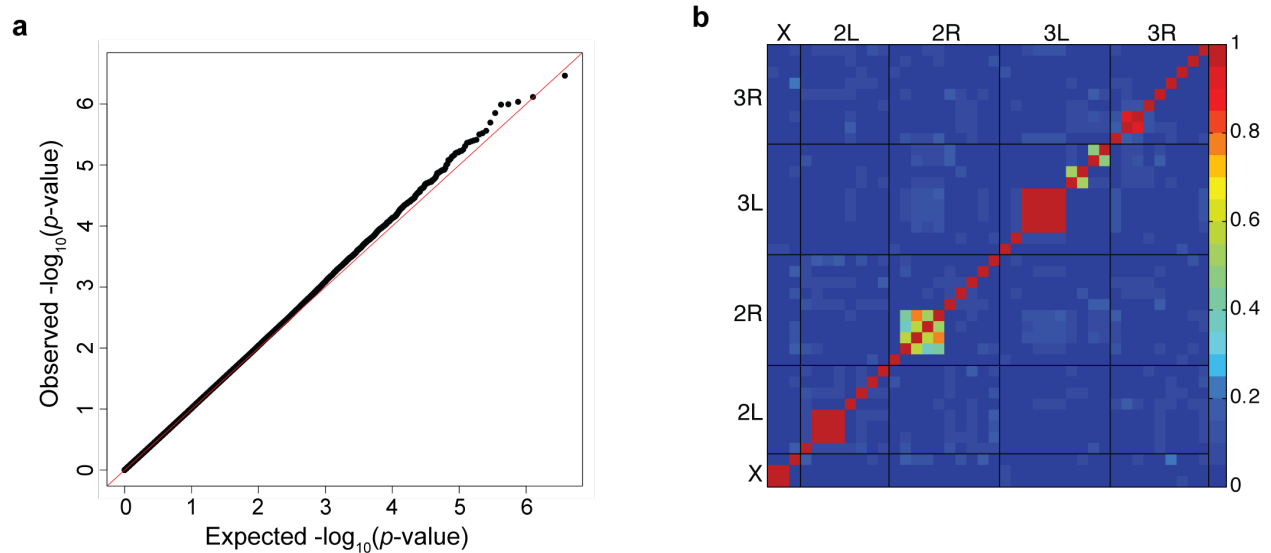 a
Observed -log10(p-value)
6
5
4
3
2
1
0
0 1 2 3 4 5 6
Expected -log10(p-value)
b
X 2L 2R 3L 3R
3R
3L
2R
2L
X
1
0.8
0.6
0.4
0.2
0